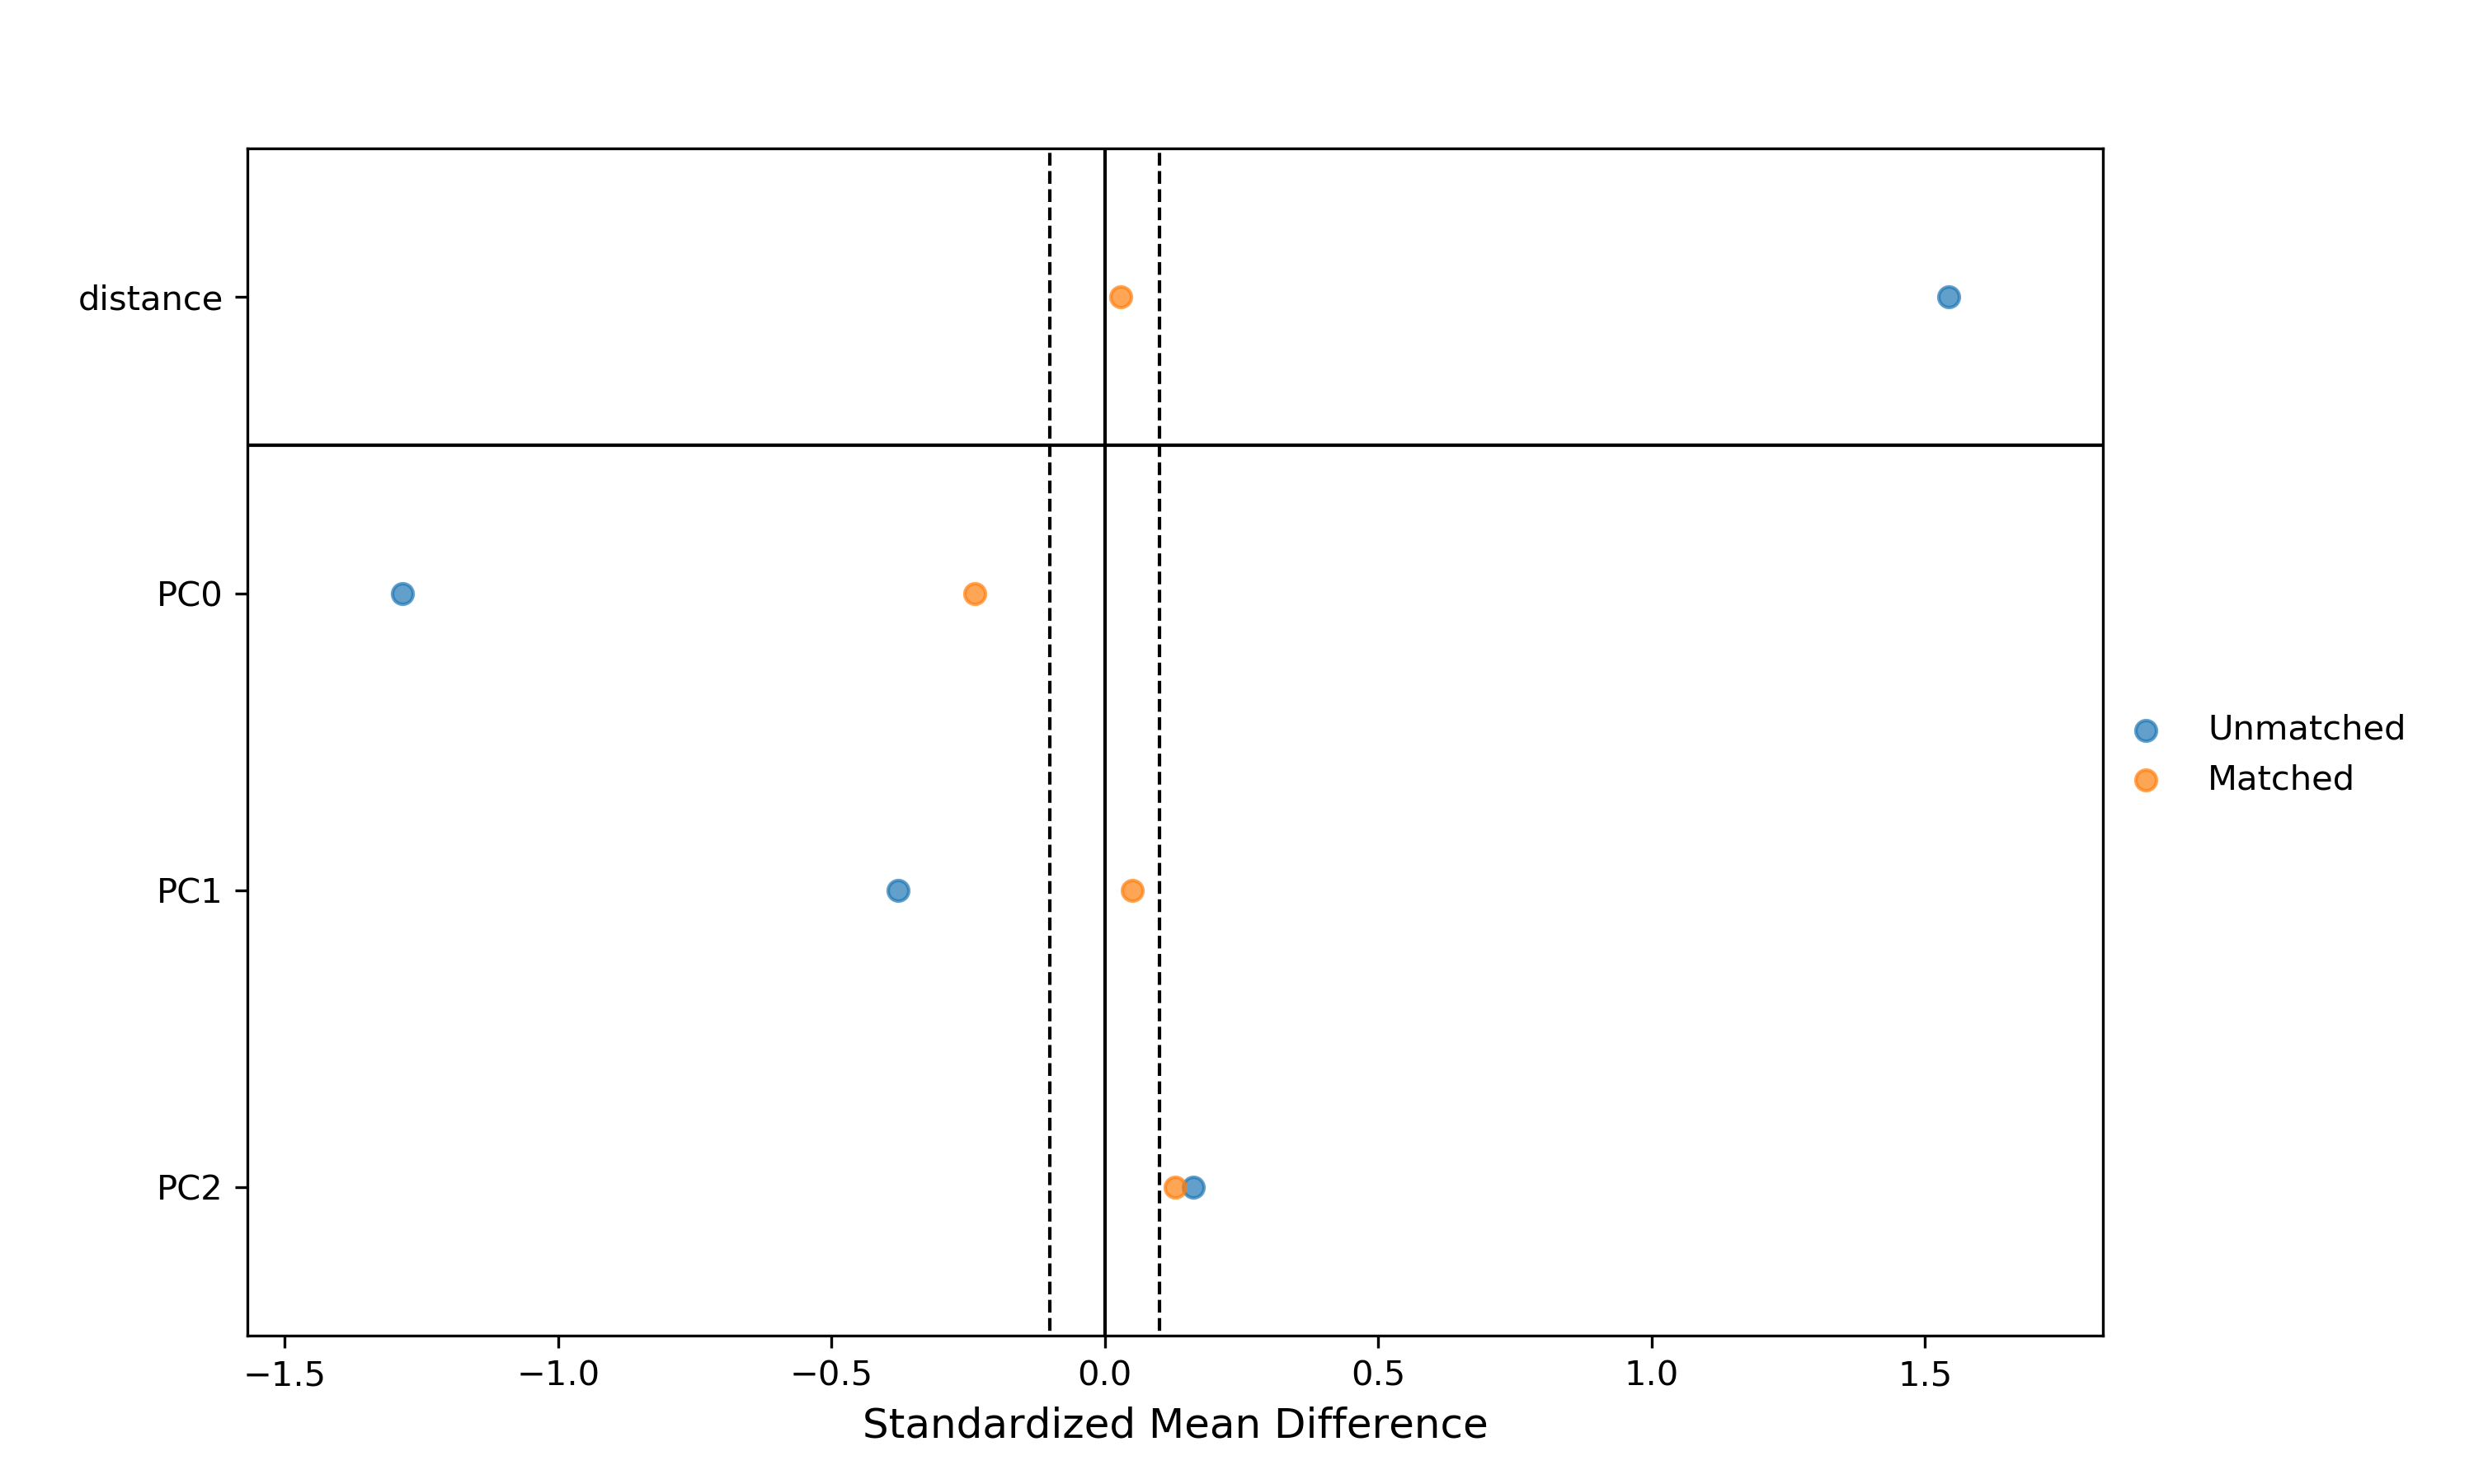 distance
PC0
PC1
PC2
Unmatched
Matched
−1.5 −1.0 −0.5 0.0 0.5 1.0 1.5
Standardized Mean Difference